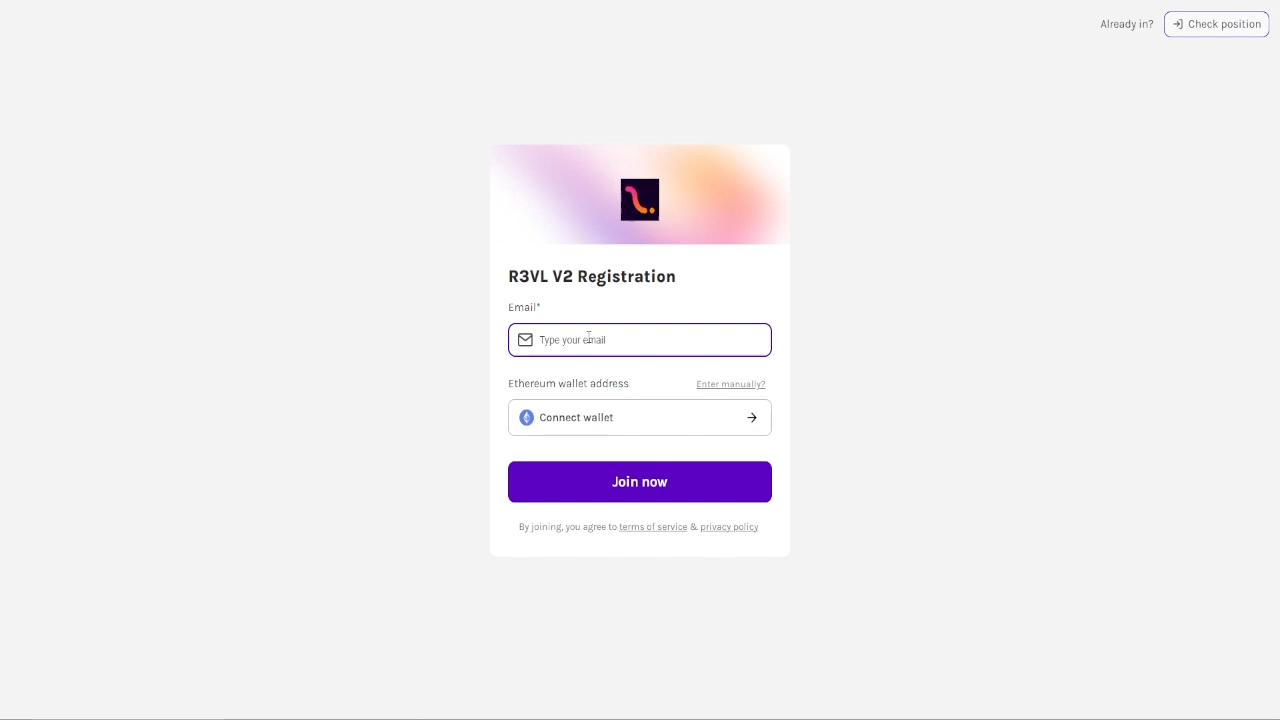 Already in?
Check position
R3VL V2 Registration
Email*
Type your email
Ethereum wallet address
Enter manually?
Connect wallet
Join now
By joining, you agree to terms of service & privacy policy